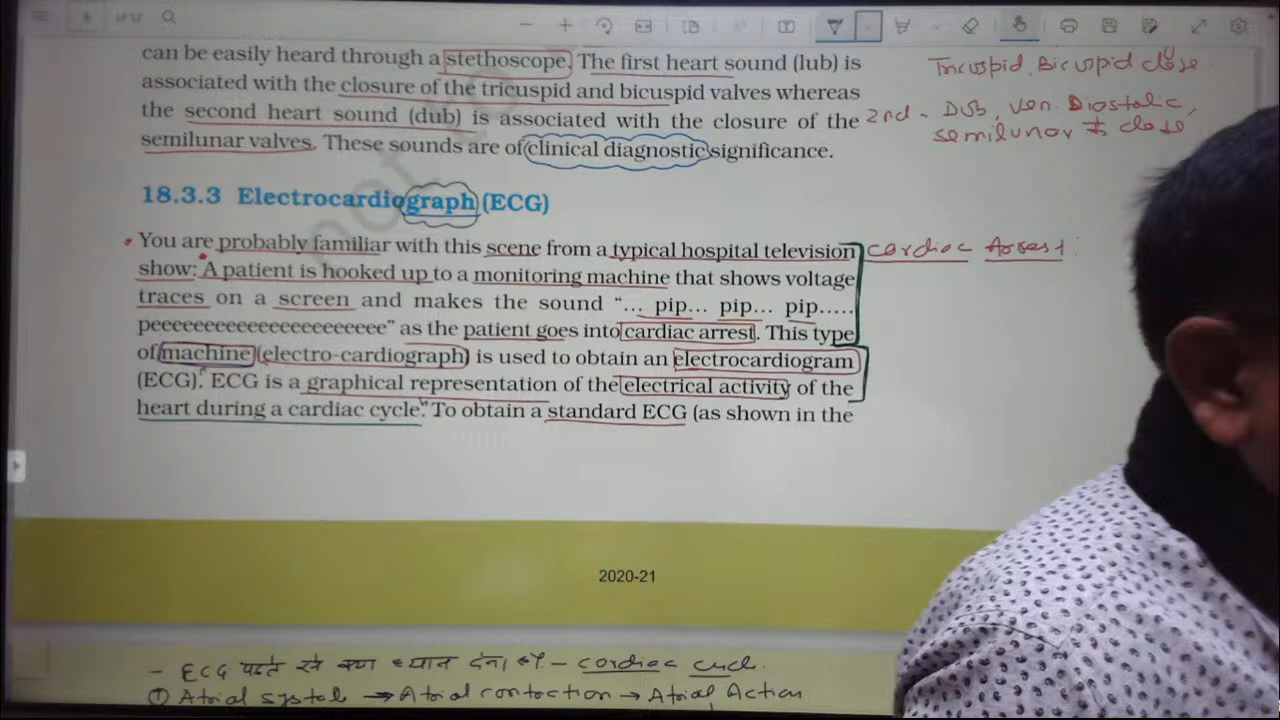 can be easily heard through a stethoscope. The first heart sound (lub) is
associated with the closure of the tricuspid and bicuspid valves whereas
the second heart sound (dub) is associated with the closure of the
semilunar valves. These sounds are of clinical diagnostic significance.
Tricuspid, Bicuspid close
2nd - Dub, Ven Diastolic,
semilunar close
18.3.3 Electrocardiograph (ECG)
You are probably familiar with this scene from a typical hospital television
show: A patient is hooked up to a monitoring machine that shows voltage
traces on a screen and makes the sound “... pip... pip... pip.....
peeeeeeeeeeeeeeeeeeeeee” as the patient goes into cardiac arrest. This type
of machine (electro-cardiograph) is used to obtain an electrocardiogram
(ECG). ECG is a graphical representation of the electrical activity of the
heart during a cardiac cycle. To obtain a standard ECG (as shown in the
cardiac Arrest :
not to
2020-21
- ECG पढ़ते ध्यान देना - cardiac
① Atrial systol → Atrial contoction → Atrial Action